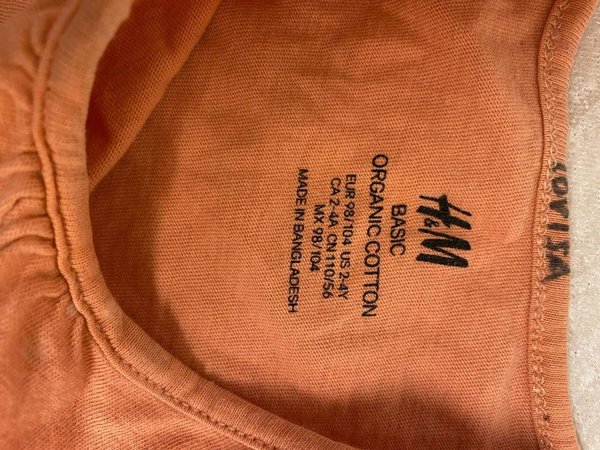 H&M
BASIC
ORGANIC COTTON
EUR 98/104 US 2-4Y
CA 2-4A CN 110/56
MX 98/104
MADE IN BANGLADESH